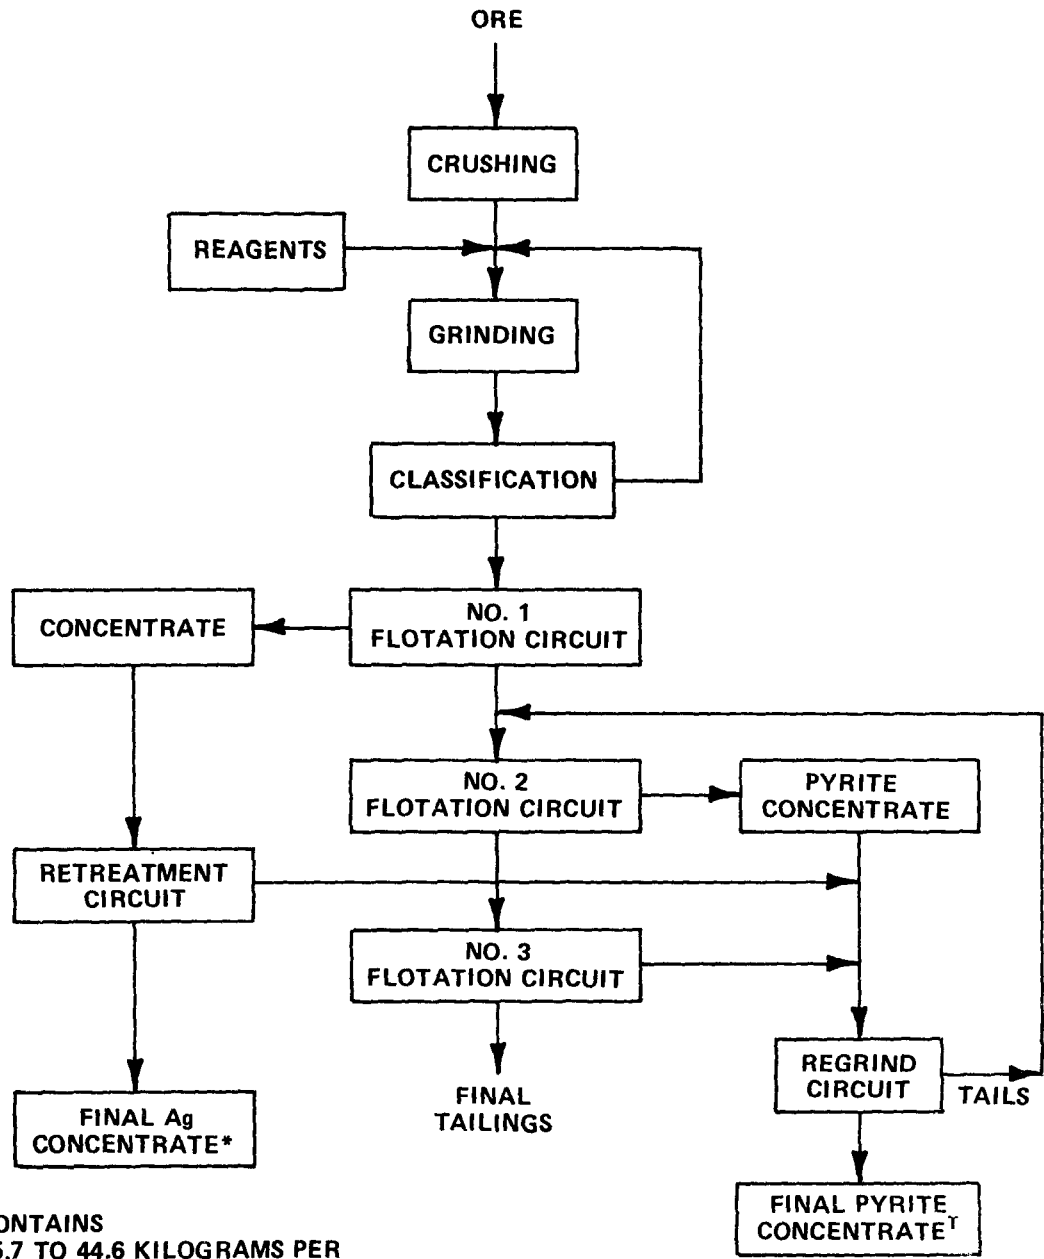 ORE
CRUSHING
REAGENTS
GRINDING
CLASSIFICATION
CONCENTRATE
NO. 1
FLOTATION CIRCUIT
NO. 2
FLOTATION CIRCUIT
PYRITE
CONCENTRATE
RETREATMENT
CIRCUIT
NO. 3
FLOTATION CIRCUIT
REGRIND
CIRCUIT
TAILS
FINAL
TAILINGS
FINAL Ag
CONCENTRATE*
FINAL PYRITE
CONCENTRATE
TO 44.6 KILOGRAMS PER